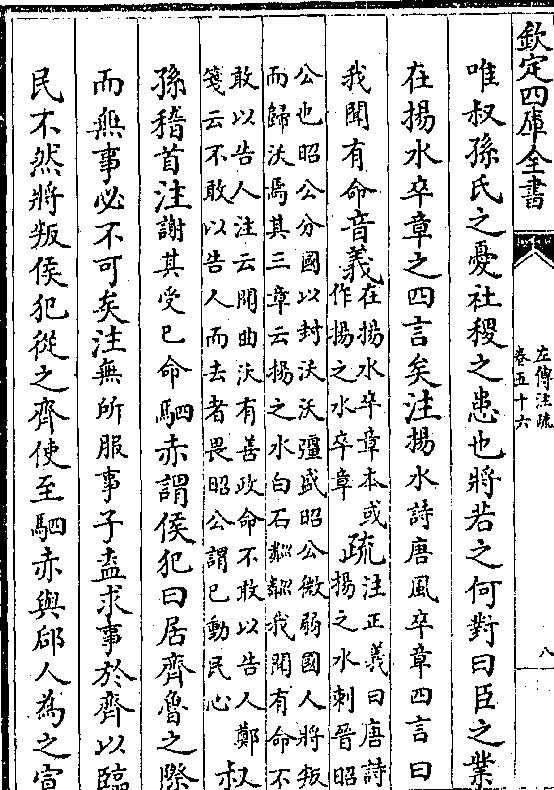 欽定四庫全書
左傳注疏
卷五十六
八
唯叔孫氏之憂社稷之患也將若之何對曰臣之業
在揚水卒章之四言矣注揚水詩唐風卒章四言曰
我聞有命音義在揚水卒章本或作揚之水卒章疏注正義曰唐詩揚之水刺晉昭
公也昭公分國以封沃沃彊盛昭公微弱國人將叛
而歸沃焉其三章云揚之水白石粼粼我聞有命不
敢以告人注云聞曲沃有善政命不敢以告人鄭
箋云不敢以告人而去者畏昭公謂已動民心叔
孫稽首注謝其受已命駟赤謂侯犯曰居齊魯之際
而無事必不可矣注無所服事子盍求事於齊以臨
民不然將叛侯犯從之齊使至駟赤與郈人為之宣